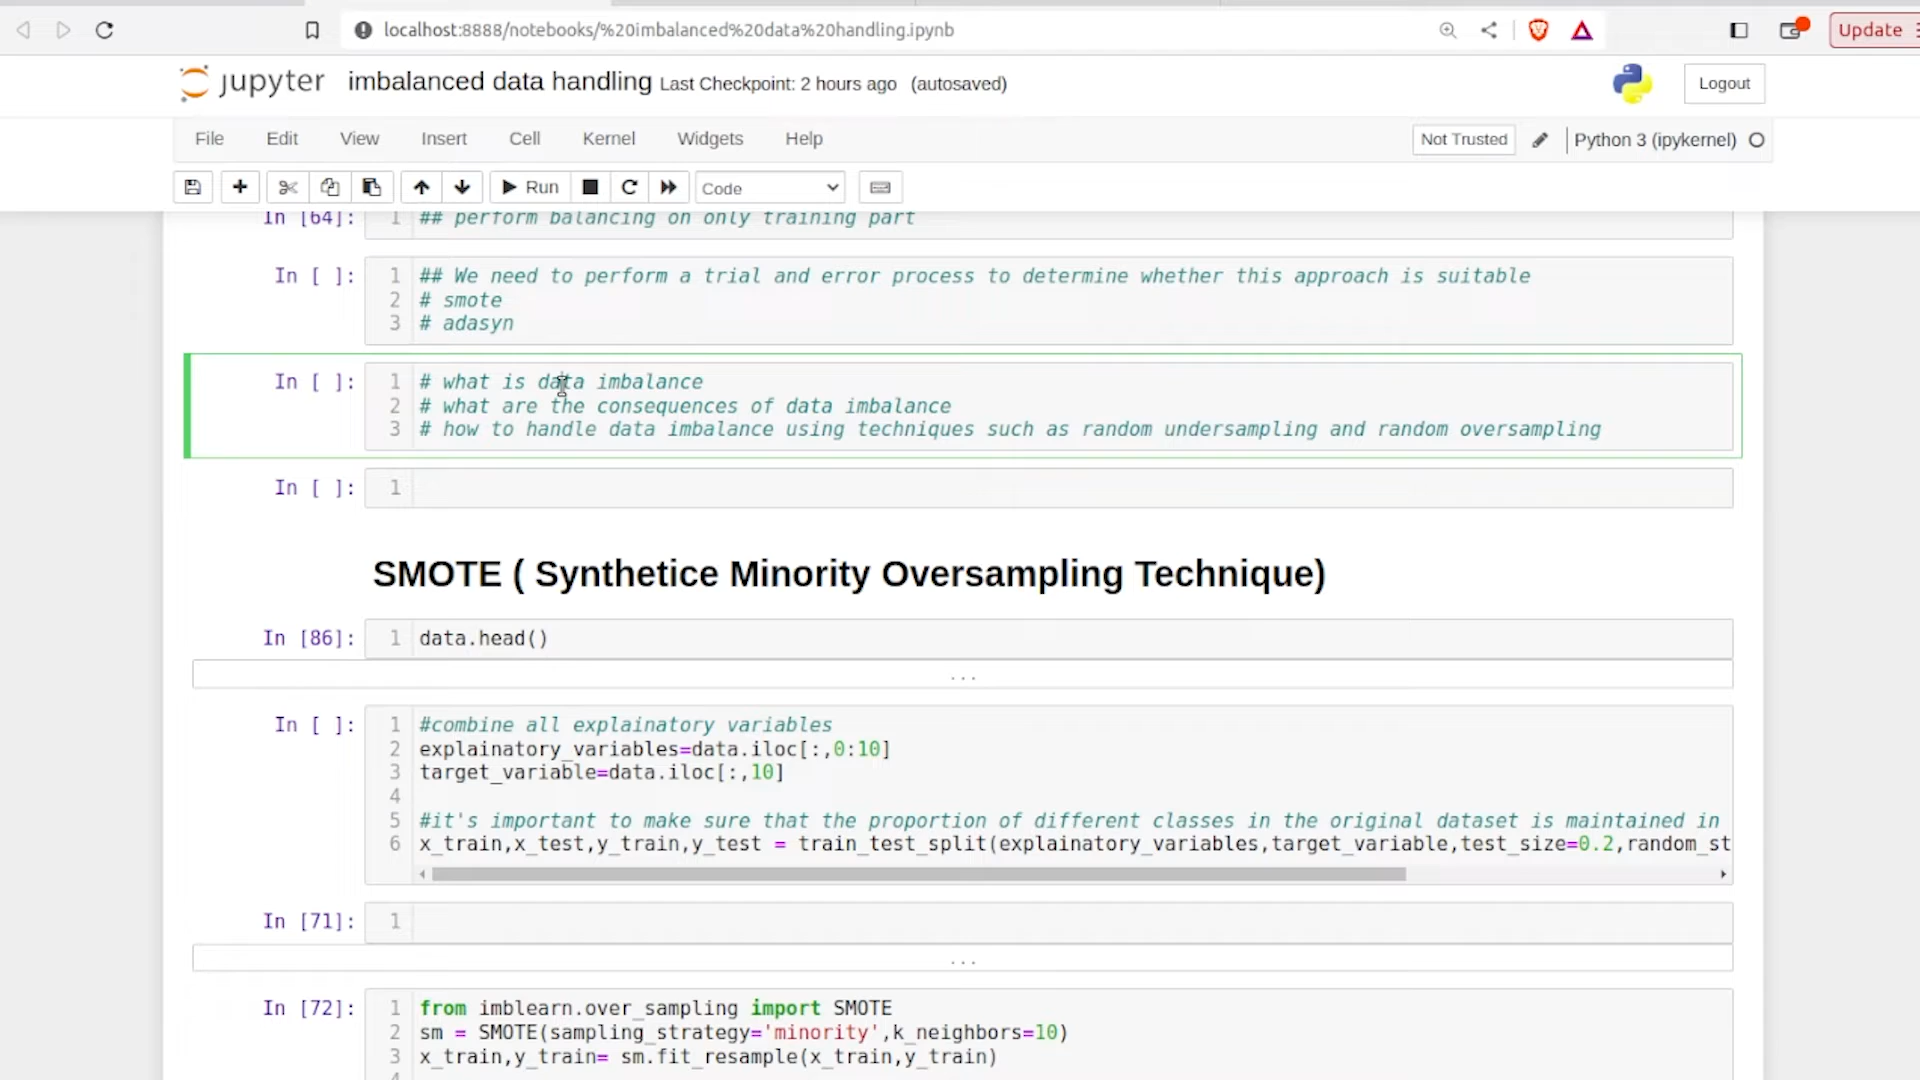 localhost:8888/notebooks/%20imbalanced%20data%20handling.ipynb
Update
jupyter imbalanced data handling Last Checkpoint: 2 hours ago (autosaved)
Logout
File Edit View Insert Cell Kernel Widgets Help
Not Trusted
Python 3 (ipykernel)
Run
Code
In [64]: 1 ## perform balancing on only training part
In [ ]: 1 ## We need to perform a trial and error process to determine whether this approach is suitable
2 # smote
3 # adasyn
In [ ]: 1 # what is data imbalance
2 # what are the consequences of data imbalance
3 # how to handle data imbalance using techniques such as random undersampling and random oversampling
In [ ]: 1
SMOTE ( Synthetice Minority Oversampling Technique)
In [86]: 1 data.head()
...
In [ ]: 1 #combine all explainatory variables
2 explainatory_variables=data.iloc[:,0:10]
3 target_variable=data.iloc[:,10]
4
5 #it's important to make sure that the proportion of different classes in the original dataset is maintained in
6 x_train,x_test,y_train,y_test = train_test_split(explainatory_variables,target_variable,test_size=0.2,random_st
In [71]: 1
...
In [72]: 1 from imblearn.over_sampling import SMOTE
2 sm = SMOTE(sampling_strategy='minority',k_neighbors=10)
3 x_train,y_train= sm.fit_resample(x_train,y_train)
4